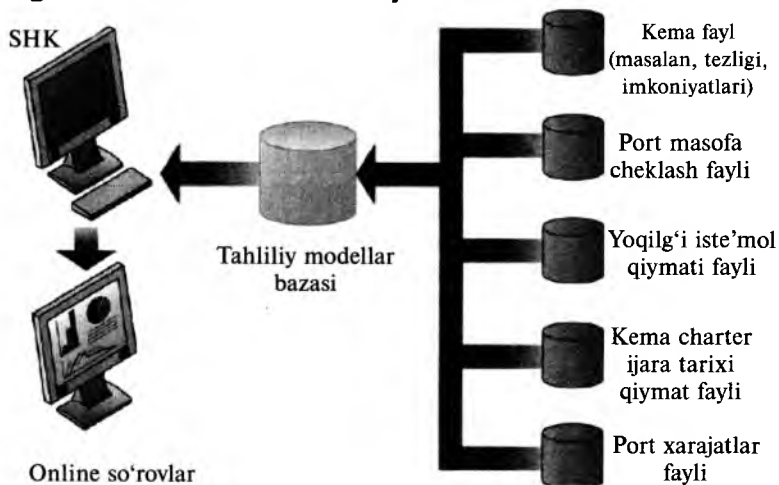 SHK
Tahliliy modellar
bazasi
Online so‘rovlar
Kema fayl
(masalan, tezligi,
imkoniyatlari)
Port masofa
cheklash fayli
Yoqilg‘i iste’mol
qiymati fayli
Kema charter
ijara tarixi
qiymat fayli
Port xarajatlar
fayli